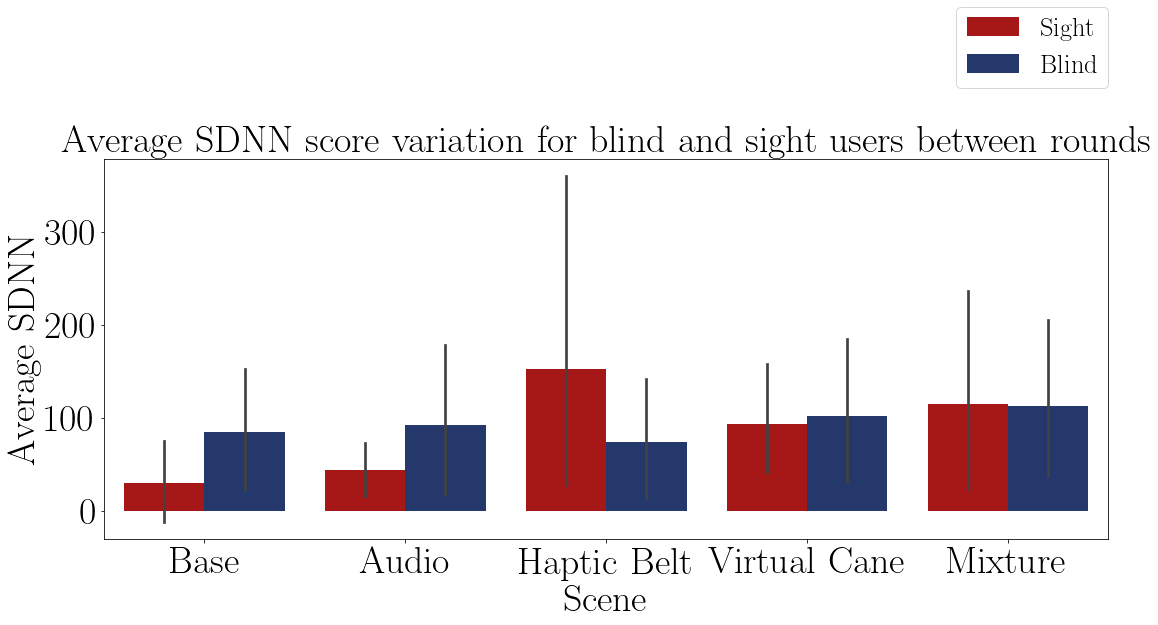 Sight
Blind
Average SDNN score variation for blind and sight users between rounds
Average SDNN
300
200
100
0
Base
Audio
Haptic Belt
Virtual Cane
Mixture
Scene